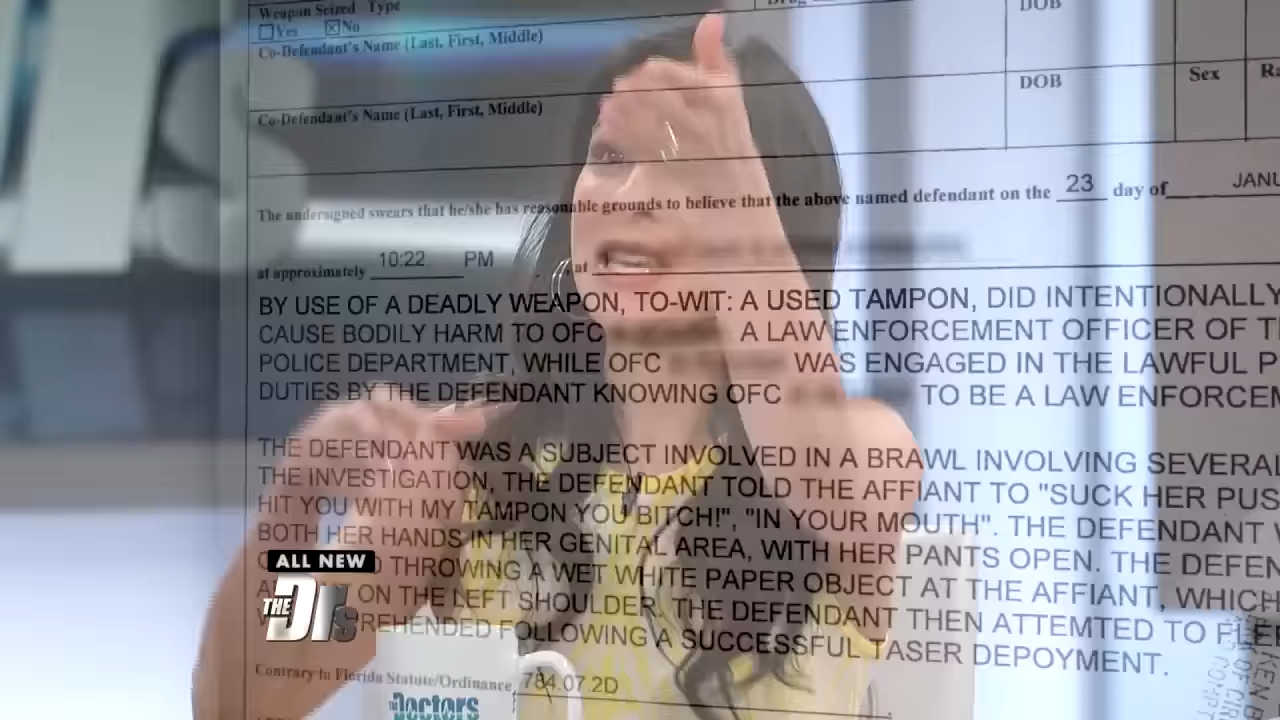 Weapon Seized Type
Yes No
Co-Defendant's Name (Last, First, Middle)
DOB
Co-Defendant's Name (Last, First, Middle)
DOB
Sex
The undersigned swears that he/she has reasonable grounds to believe that the above named defendant on the 23 day of JANU
at approximately 10:22 PM , at
BY USE OF A DEADLY WEAPON, TO-WIT: A USED TAMPON, DID INTENTIONALLY
CAUSE BODILY HARM TO OFC A LAW ENFORCEMENT OFFICER OF T
POLICE DEPARTMENT WHILE OFC WAS ENGAGED IN THE LAWFUL P
DUTIES BY THE DEFENDANT KNOWING OFC TO BE A LAW ENFORCEM
THE DEFENDANT WAS A SUBJECT INVOLVED IN A BRAWL INVOLVING SEVERAL
THE INVESTIGATION, THE DEFENDANT TOLD THE AFFIANT TO "SUCK HER PUS
HIT YOU WITH MY TAMPON YOU BITCH!", "IN YOUR MOUTH". THE DEFENDANT
BOTH HER HANDS IN HER GENITAL AREA, WITH HER PANTS OPEN. THE DEFEN
THROWING A WET WHITE PAPER OBJECT AT THE AFFIANT, WHICH
ON THE LEFT SHOULDER. THE DEFENDANT THEN ATTEMTED TO FLE
REHENDED FOLLOWING A SUCCESSFUL TASER DEPOYMENT.
Contrary to Florida Statute/Ordinance 784.07.2D
ALL NEW
THE Drs
The Doctors